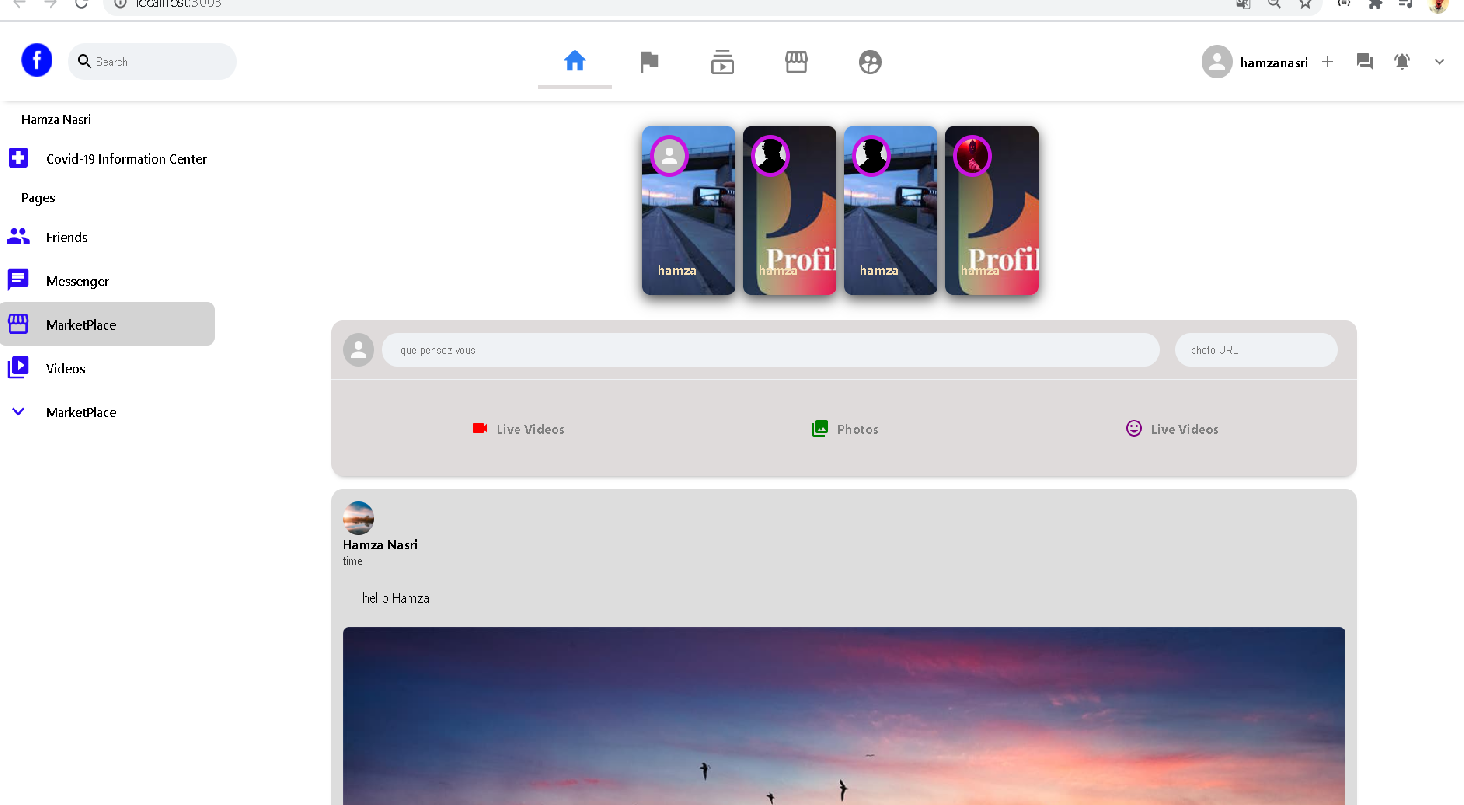 localhost:3003
f
Search
hamzanasri
Hamza Nasri
Covid-19 Information Center
Pages
Friends
Messenger
MarketPlace
Videos
MarketPlace
hamza
Profil
hamza
hamza
Profil
hamza
que pensez vous
photo URL
Live Videos
Photos
Live Videos
Hamza Nasri
time
hello Hamza